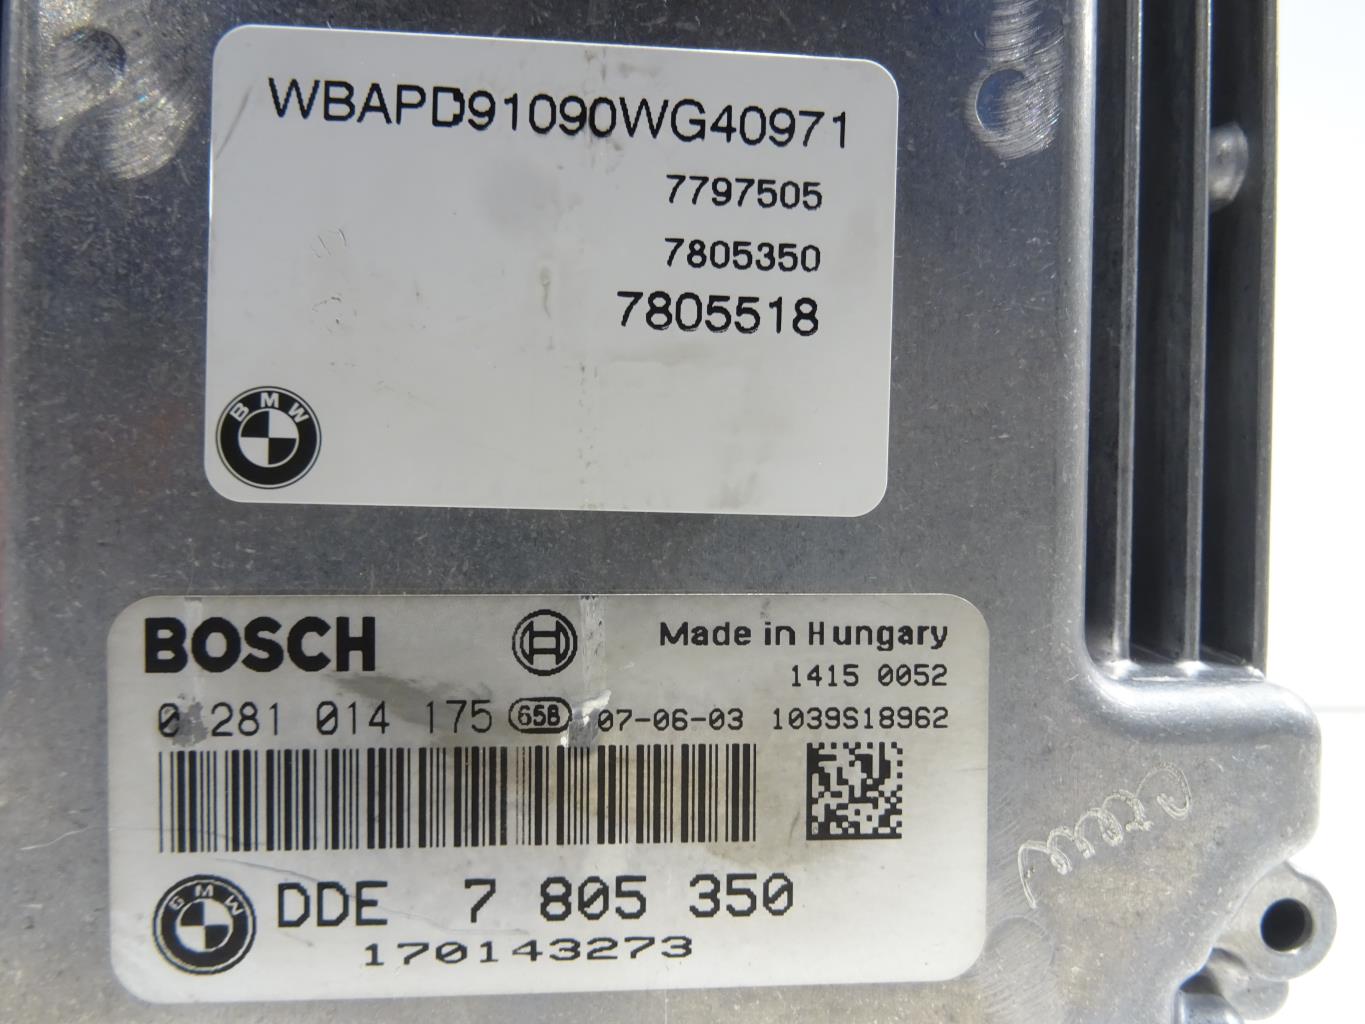 WBAPD91090WG40971
7797505
7805350
7805518
BMW
BOSCH
Made in Hungary
1415 0052
0 281 014 175 65B 07-06-03 1039S18962
DDE 7 805 350
170143273